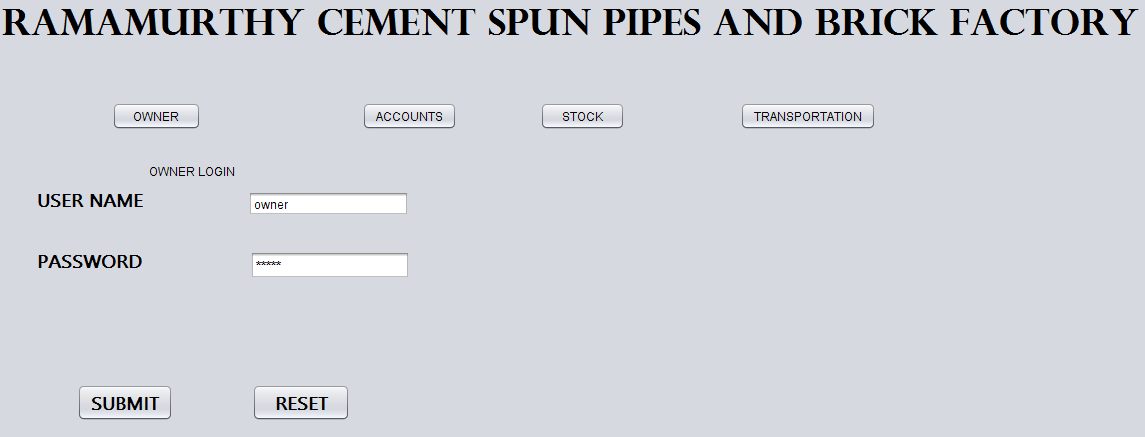 RAMAMURTHY CEMENT SPUN PIPES AND BRICK FACTORY
OWNER ACCOUNTS STOCK TRANSPORTATION
OWNER LOGIN
USER NAME owner
PASSWORD *****
SUBMIT RESET